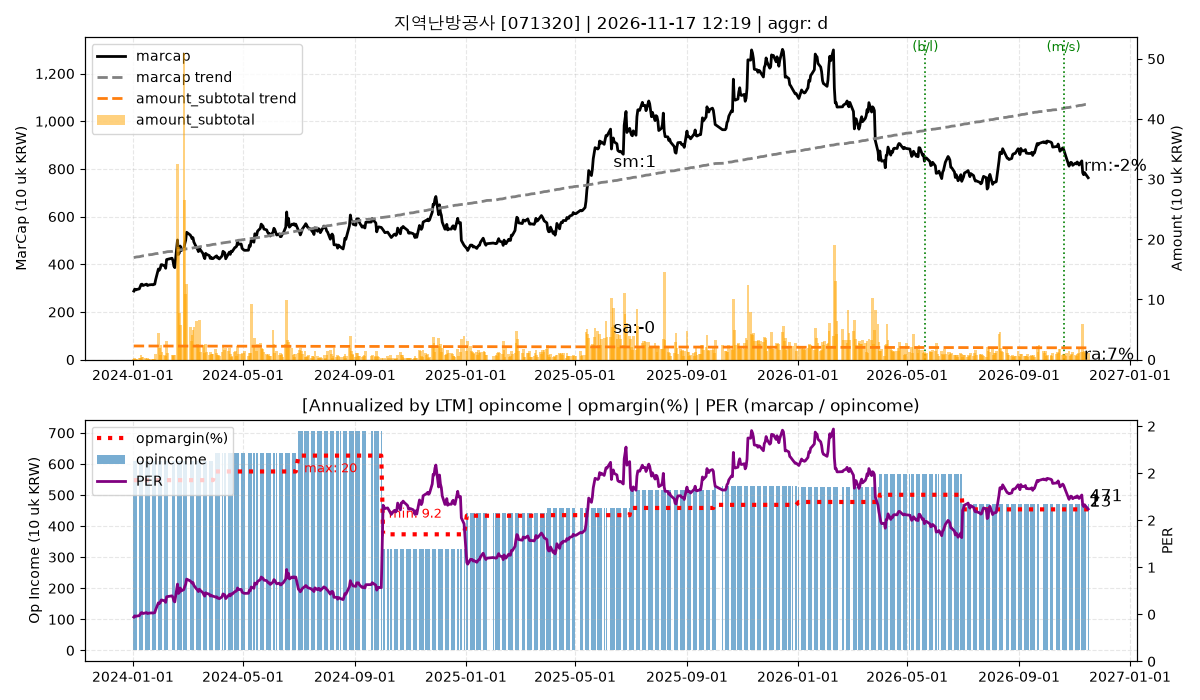 지역난방공사 [071320] | 2026-11-17 12:19 | aggr: d
marcap
marcap trend
amount_subtotal trend
amount_subtotal
(b/l)
(m/s)
sm:1
rm:-2%
sa:-0
ra:7%
MarCap (10 uk KRW)
1,200
1,000
800
600
400
200
0
Amount (10 uk KRW)
50
40
30
20
10
0
2024-01-01
2024-05-01
2024-09-01
2025-01-01
2025-05-01
2025-09-01
2026-01-01
2026-05-01
2026-09-01
2027-01-01
[Annualized by LTM] opincome | opmargin(%) | PER (marcap / opincome)
opmargin(%)
opincome
PER
max: 20
min: 9.2
471
13
Op Income (10 uk KRW)
700
600
500
400
300
200
100
0
PER
2
2
2
1
0
0
2024-01-01
2024-05-01
2024-09-01
2025-01-01
2025-05-01
2025-09-01
2026-01-01
2026-05-01
2026-09-01
2027-01-01